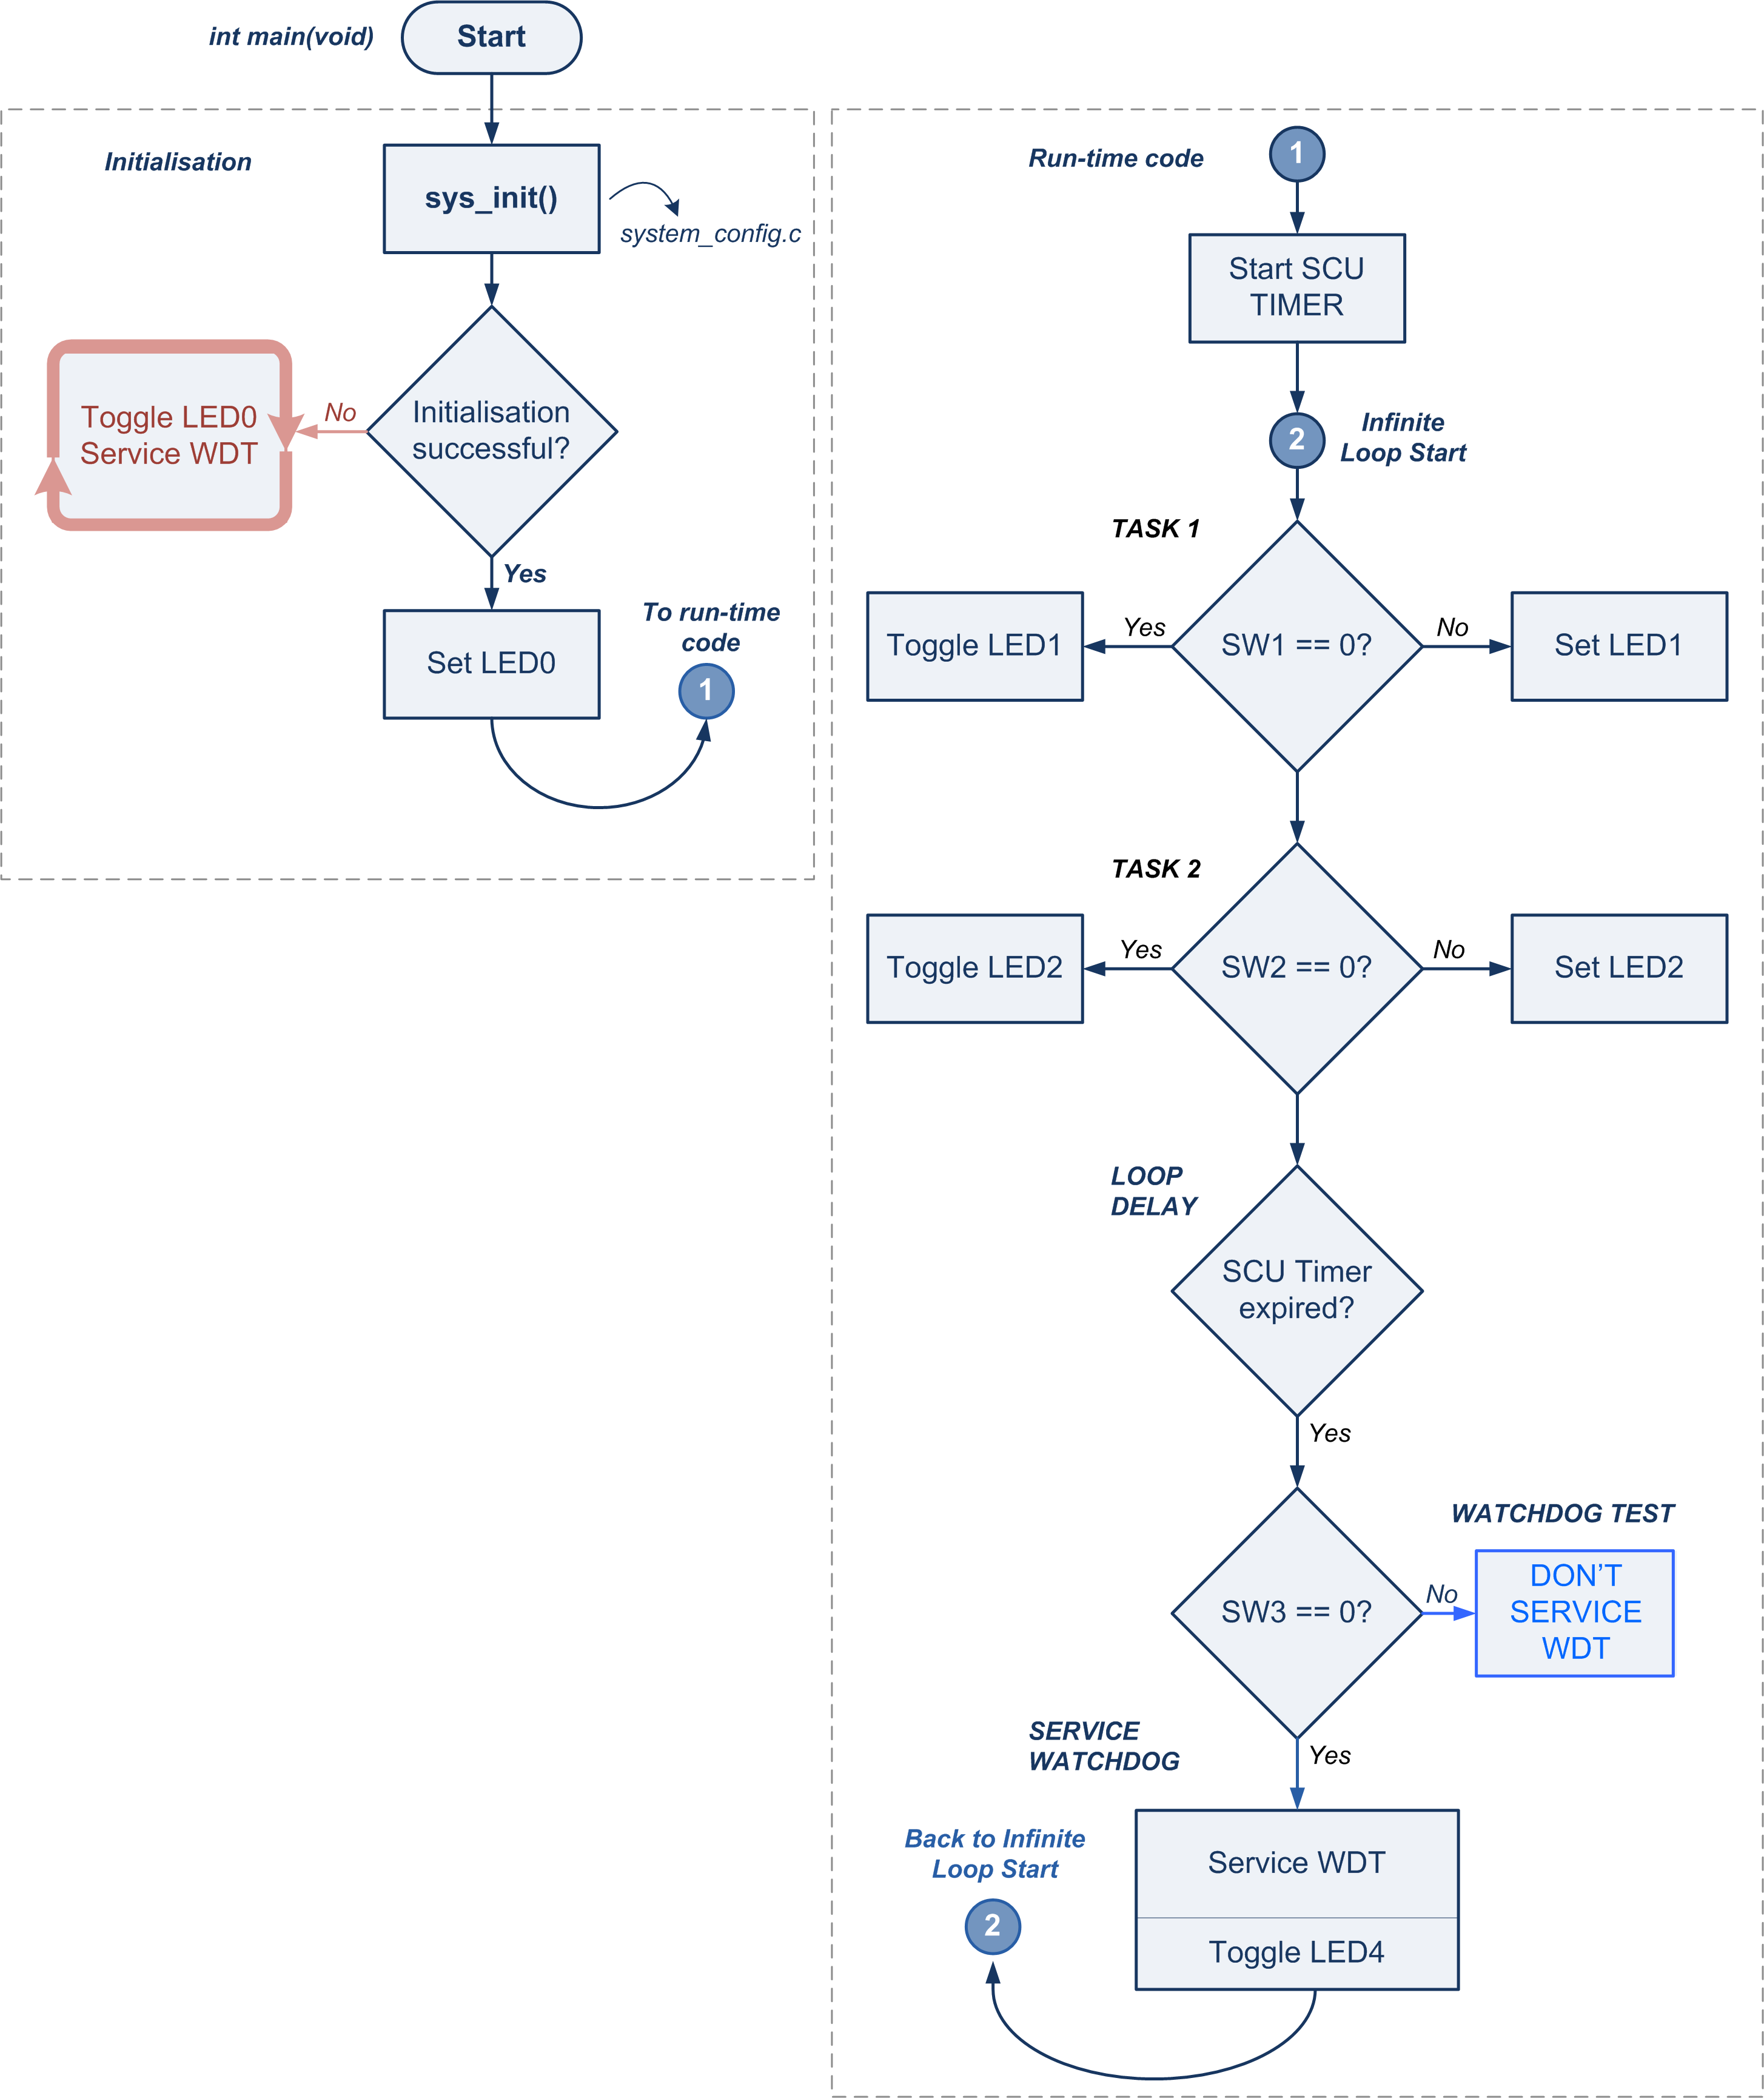 int main(void)
Start
Initialisation
sys_init()
system_config.c
Initialisation
successful?
No
Toggle LED0
Service WDT
Yes
Set LED0
To run-time
code
1
Run-time code
1
Start SCU
TIMER
2
Infinite
Loop Start
TASK 1
SW1 == 0?
Yes
Toggle LED1
No
Set LED1
TASK 2
SW2 == 0?
Yes
Toggle LED2
No
Set LED2
LOOP
DELAY
SCU Timer
expired?
Yes
SW3 == 0?
No
WATCHDOG TEST
DON’T
SERVICE
WDT
Yes
SERVICE
WATCHDOG
Service WDT
Toggle LED4
Back to Infinite
Loop Start
2